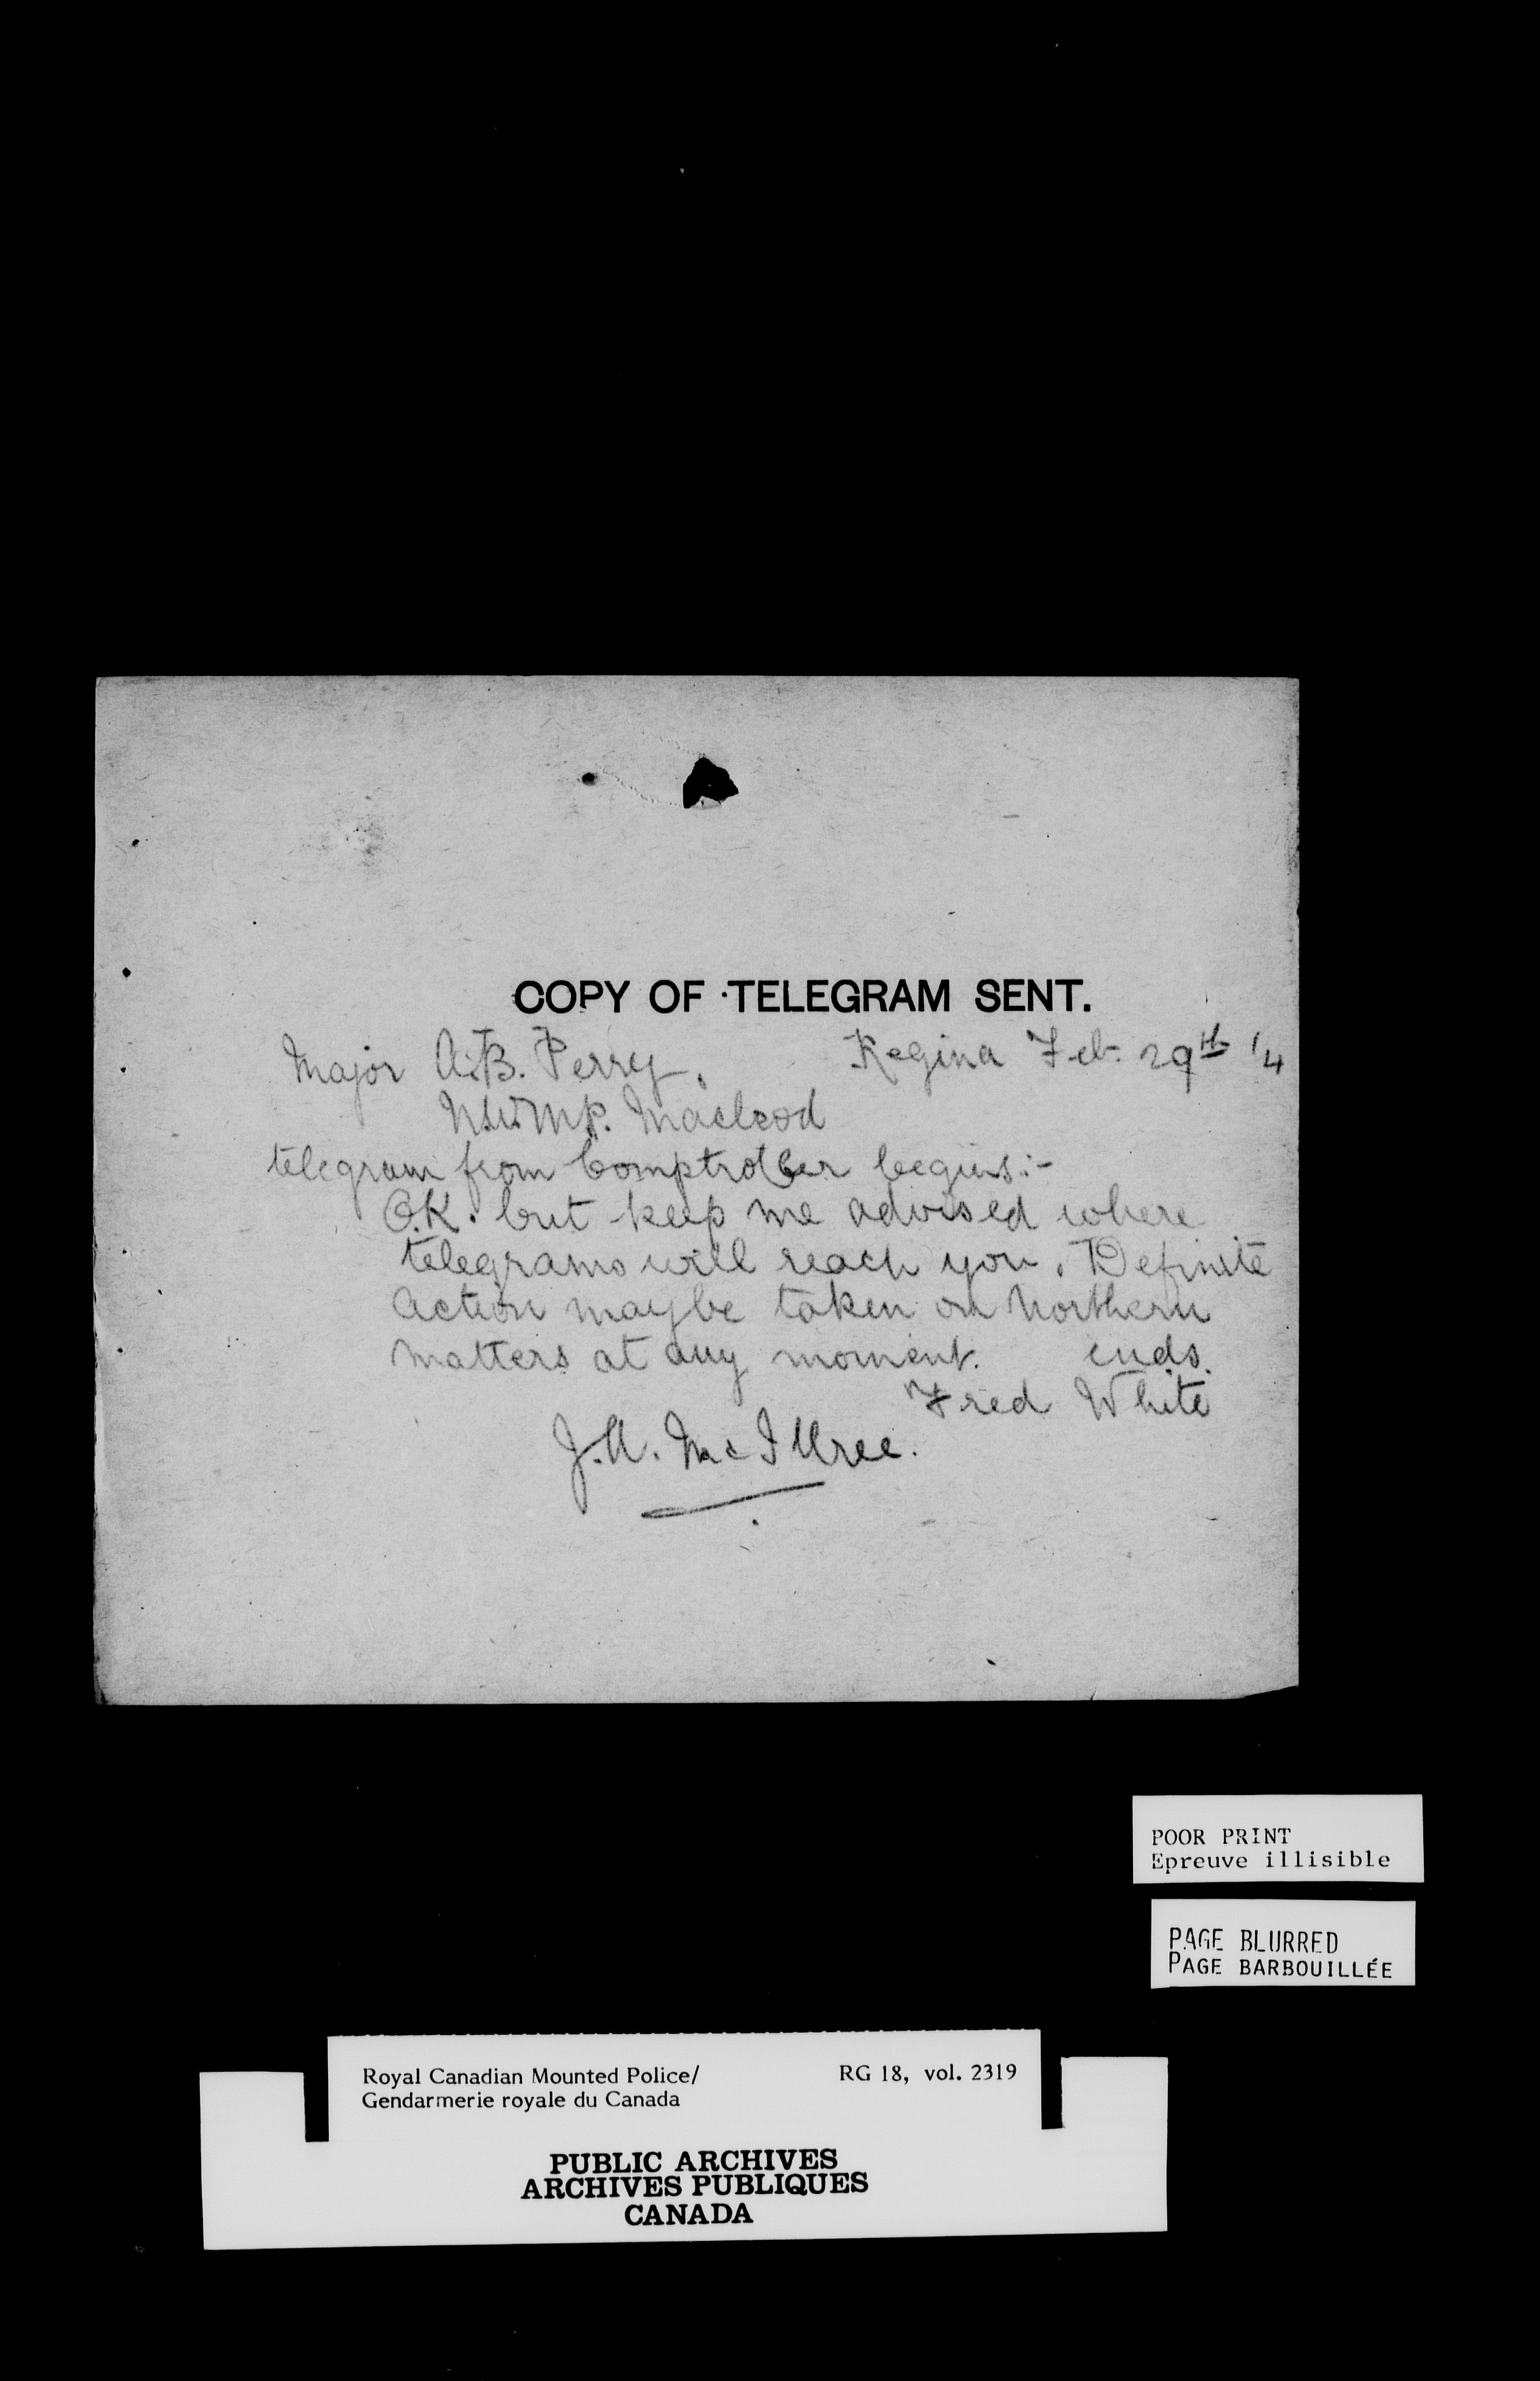 COPY OF TELEGRAM SENT.
Major A.B. Perry. Regina Feb. 29th /4
N.W.M.P. Macleod
telegram from Comptroller begins:-
O.K. but keep me advised where
telegrams will reach you. Definite
action may be taken on Northern
matters at any moment. ends.
Fred White
J.H. McIllree.
POOR PRINT
Epreuve illisible
PAGE BLURRED
PAGE BARBOUILLÉE
Royal Canadian Mounted Police/ RG 18, vol. 2319
Gendarmerie royale du Canada
PUBLIC ARCHIVES
ARCHIVES PUBLIQUES
CANADA